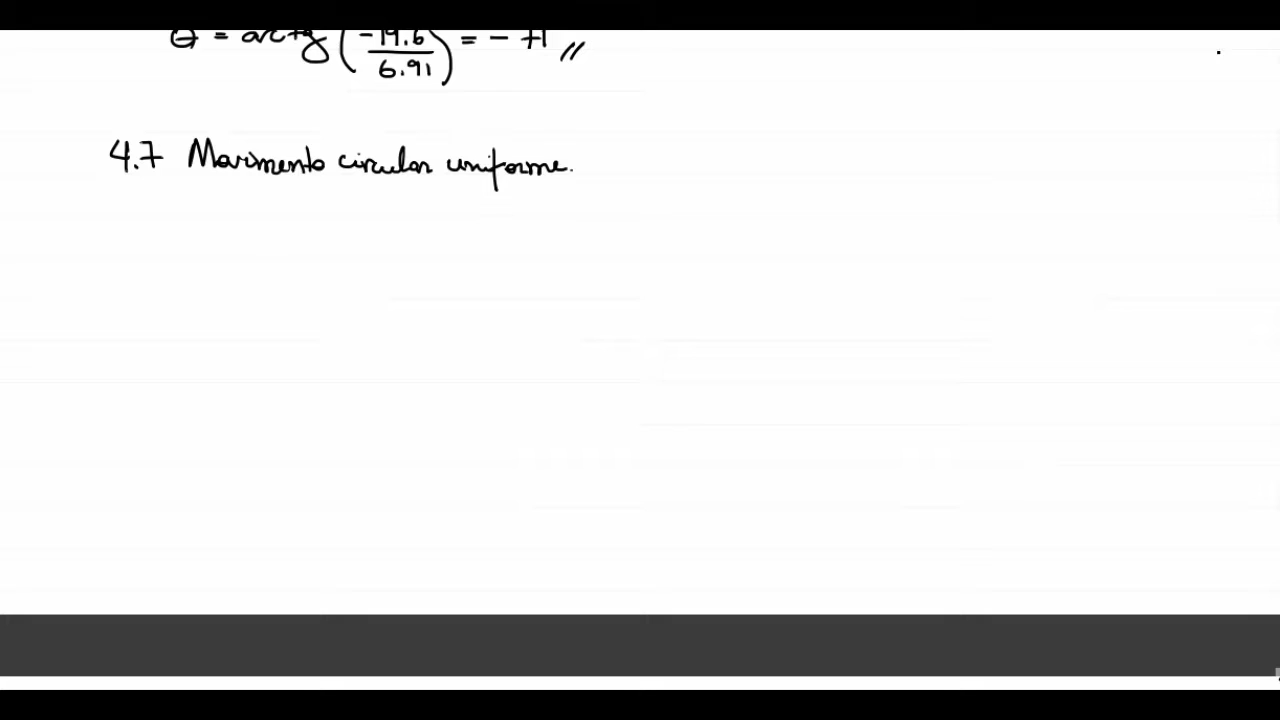 θ = arctg (-19.6 / 6.91) = - 71 //
4.7 Movimento circular uniforme.